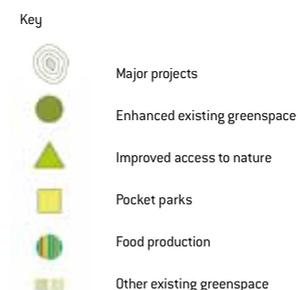 Key
Major projects
Enhanced existing greenspace
Improved access to nature
Pocket parks
Food production
Other existing greenspace